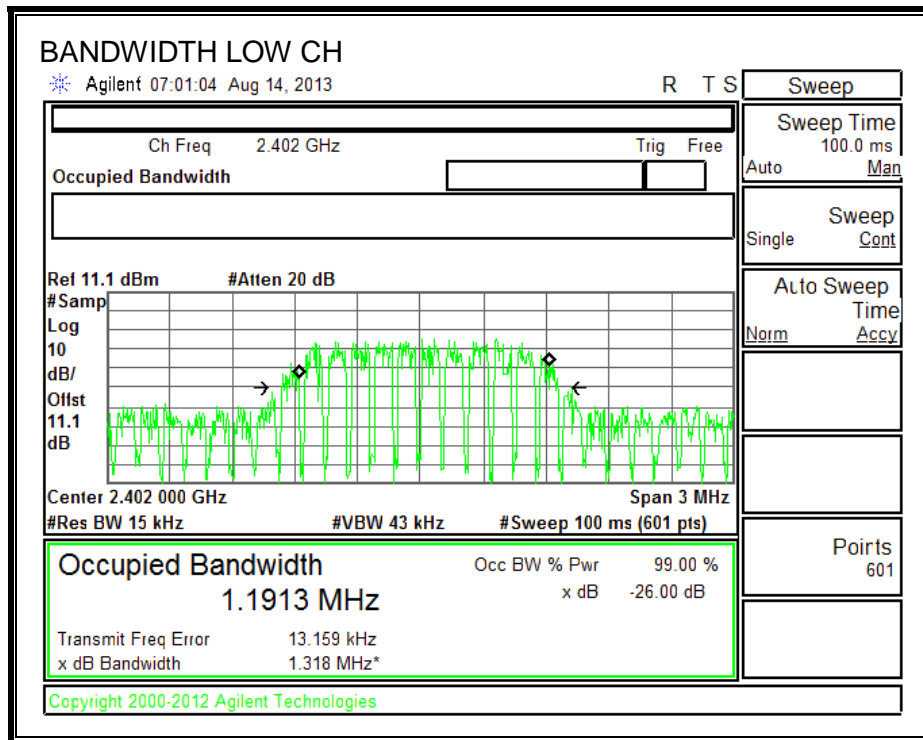 BANDWIDTH LOW CH
Agilent 07:01:04 Aug 14, 2013 R T S
Ch Freq 2.402 GHz Trig Free
Occupied Bandwidth
Ref 11.1 dBm #Atten 20 dB
#Samp
Log
10
dB/
Offst
11.1
dB
Center 2.402 000 GHz Span 3 MHz
#Res BW 15 kHz #VBW 43 kHz #Sweep 100 ms (601 pts)
Occupied Bandwidth Occ BW % Pwr 99.00 %
1.1913 MHz x dB -26.00 dB
Transmit Freq Error 13.159 kHz
x dB Bandwidth 1.318 MHz*
Copyright 2000-2012 Agilent Technologies
Sweep
Sweep Time
100.0 ms
Auto Man
Sweep
Single Cont
Auto Sweep
Time
Norm Accy
Points
601